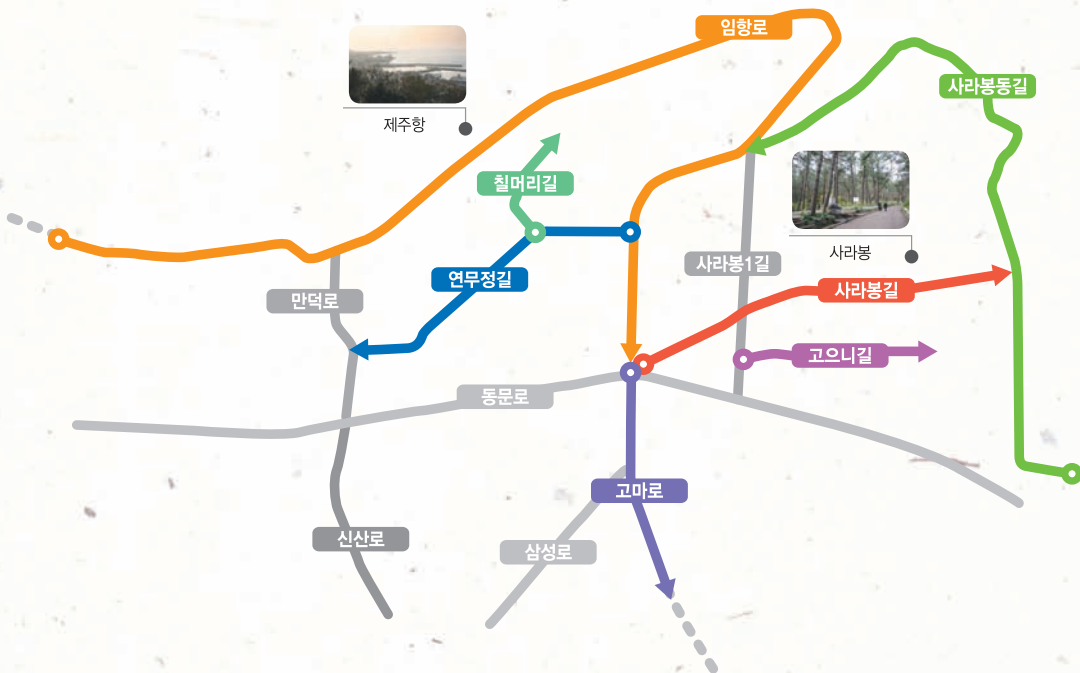 임항로
사라봉동길
제주항
칠머리길
사라봉
사라봉1길
연무정길
사라봉길
만덕로
고으니길
동문로
고마로
신산로
삼성로